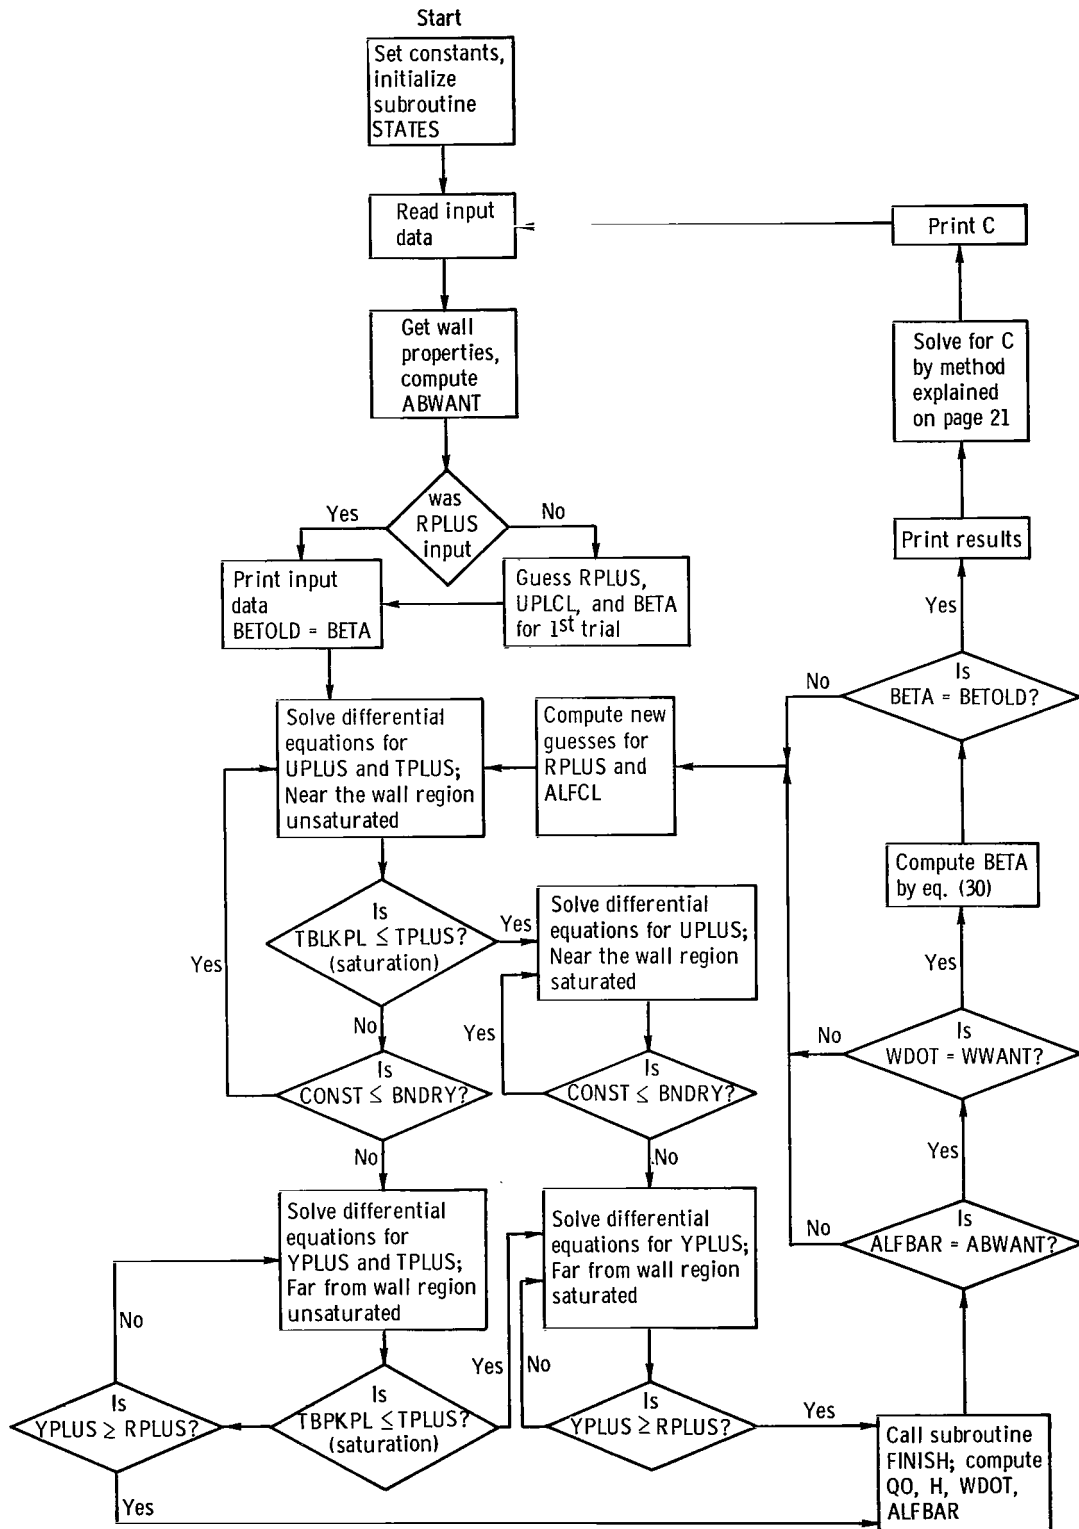 Start
Set constants,
initialize
subroutine
STATES
Read input
data
Print C
Get wall
properties,
compute
ABWANT
Solve for C
by method
explained
on page 21
was
RPLUS
input
Yes
No
Print results
Print input
data
BETOLD = BETA
Guess RPLUS,
UPLCL, and BETA
for 1st trial
Yes
Is
BETA = BETOLD?
No
Solve differential
equations for
UPLUS and TPLUS;
Near the wall region
unsaturated
Compute new
guesses for
RPLUS and
ALFCL
Compute BETA
by eq. (30)
Is
TBLKPL ≤ TPLUS?
(saturation)
Yes
Solve differential
equations for UPLUS;
Near the wall region
saturated
Yes
Yes
No
Yes
Is
CONST ≤ BNDRY?
Is
CONST ≤ BNDRY?
No
Is
WDOT = WWANT?
No
No
Yes
Solve differential
equations for
YPLUS and TPLUS;
Far from wall region
unsaturated
Solve differential
equations for YPLUS;
Far from wall region
saturated
No
Is
ALFBAR = ABWANT?
No
Yes
No
Is
YPLUS ≥ RPLUS?
Is
TBPKPL ≤ TPLUS?
(saturation)
Is
YPLUS ≥ RPLUS?
Yes
Call subroutine
FINISH; compute
QO, H, WDOT,
ALFBAR
Yes